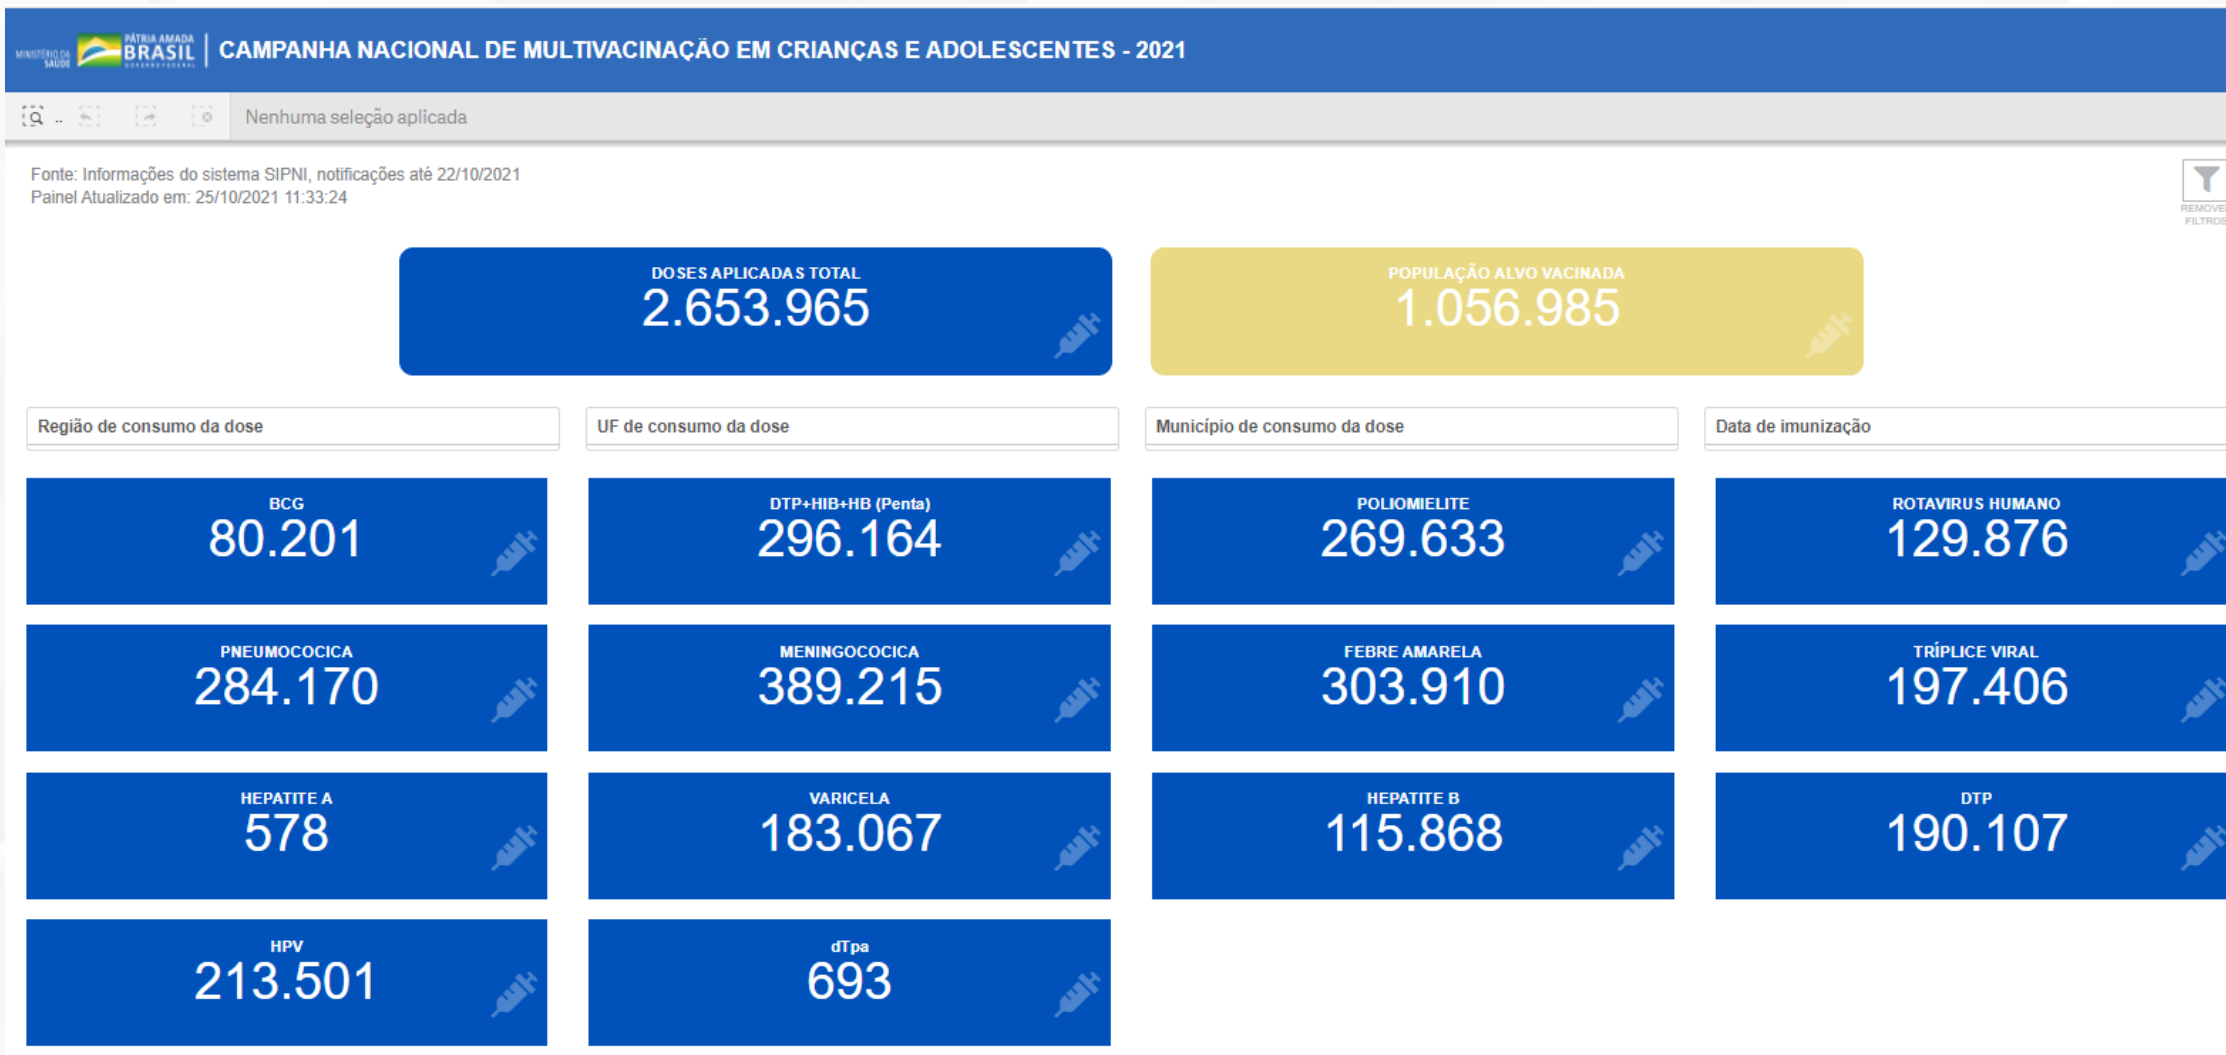 MINISTÉRIO DA
SAÚDE
PÁTRIA AMADA
BRASIL
GOVERNO FEDERAL
CAMPANHA NACIONAL DE MULTIVACINAÇÃO EM CRIANÇAS E ADOLESCENTES - 2021
..
Nenhuma seleção aplicada
Fonte: Informações do sistema SIPNI, notificações até 22/10/2021
Painel Atualizado em: 25/10/2021 11:33:24
REMOVER
FILTROS
DOSES APLICADAS TOTAL
2.653.965
POPULAÇÃO ALVO VACINADA
1.056.985
Região de consumo da dose
UF de consumo da dose
Município de consumo da dose
Data de imunização
BCG
80.201
DTP+HIB+HB (Penta)
296.164
POLIOMIELITE
269.633
ROTAVIRUS HUMANO
129.876
PNEUMOCOCICA
284.170
MENINGOCOCICA
389.215
FEBRE AMARELA
303.910
TRÍPLICE VIRAL
197.406
HEPATITE A
578
VARICELA
183.067
HEPATITE B
115.868
DTP
190.107
HPV
213.501
dTpa
693